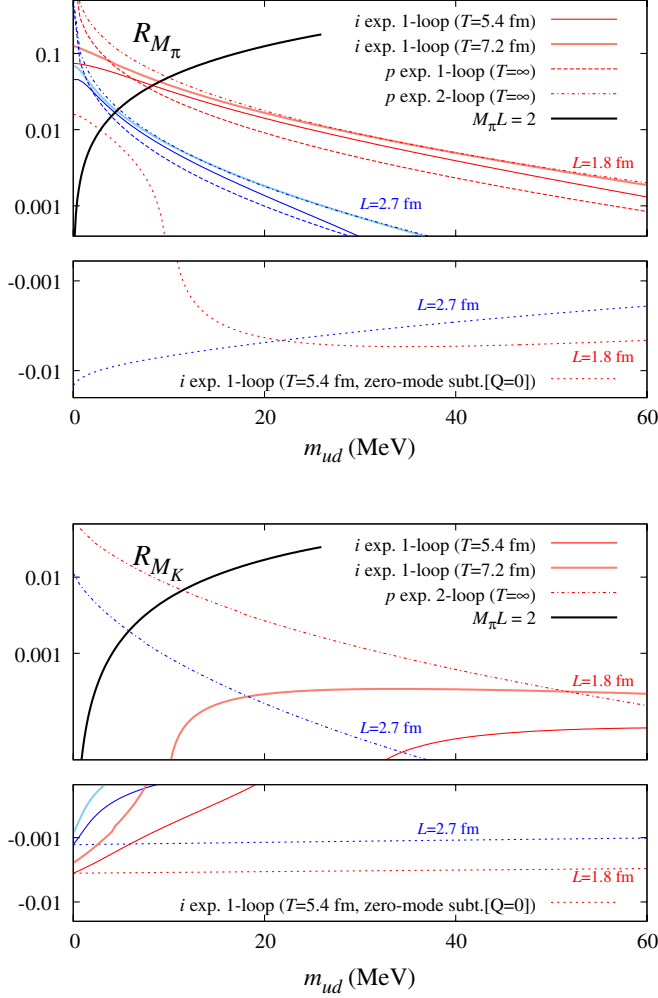 R_{M_π}
i exp. 1-loop (T=5.4 fm)
i exp. 1-loop (T=7.2 fm)
p exp. 1-loop (T=∞)
p exp. 2-loop (T=∞)
M_πL = 2
0.1
0.01
0.001
L=1.8 fm
L=2.7 fm
-0.001
-0.01
L=2.7 fm
L=1.8 fm
i exp. 1-loop (T=5.4 fm, zero-mode subt.[Q=0])
0 20 40 60
m_{ud} (MeV)
R_{M_K}
i exp. 1-loop (T=5.4 fm)
i exp. 1-loop (T=7.2 fm)
p exp. 2-loop (T=∞)
M_πL = 2
0.01
0.001
L=1.8 fm
L=2.7 fm
-0.001
-0.01
L=2.7 fm
L=1.8 fm
i exp. 1-loop (T=5.4 fm, zero-mode subt.[Q=0])
0 20 40 60
m_{ud} (MeV)